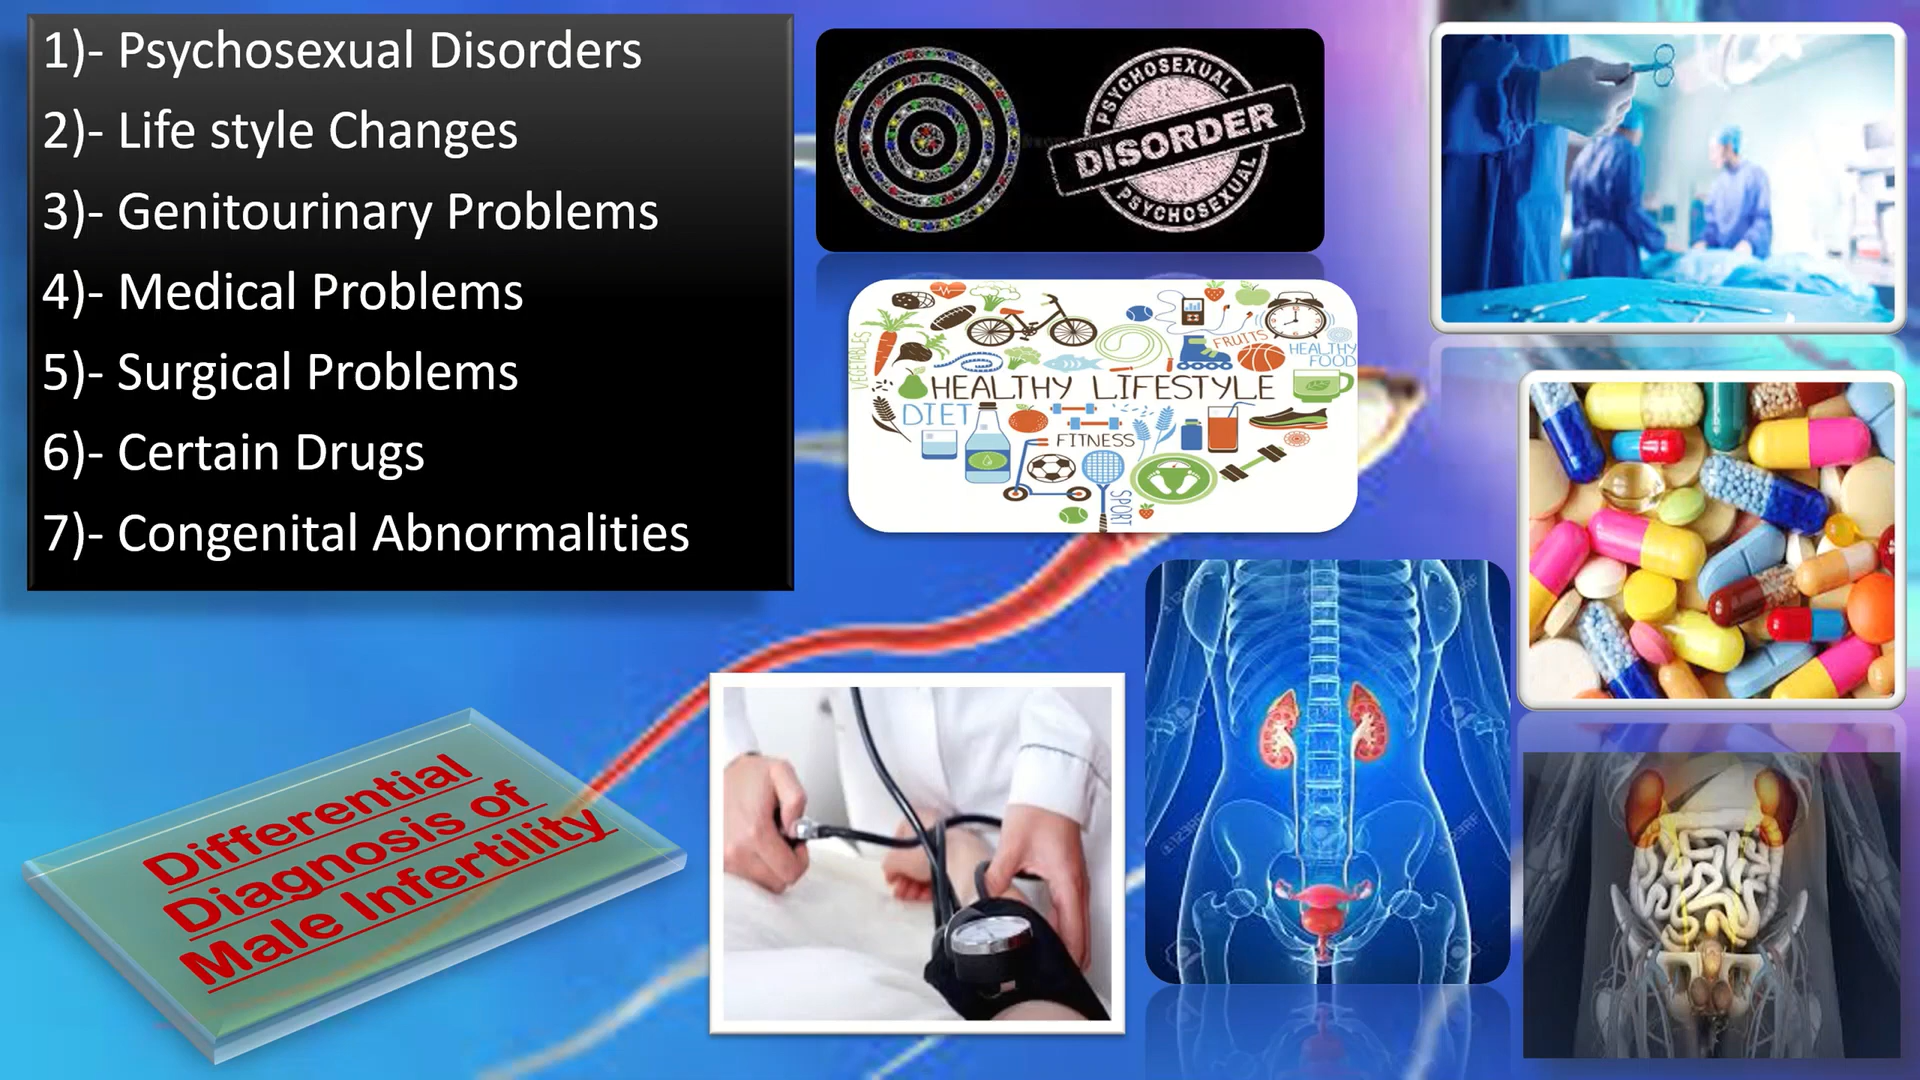 1)- Psychosexual Disorders
2)- Life style Changes
3)- Genitourinary Problems
4)- Medical Problems
5)- Surgical Problems
6)- Certain Drugs
7)- Congenital Abnormalities
PSYCHOSEXUAL
DISORDER
PSYCHOSEXUAL
VEGETABLES
FRUITS
HEALTHY
FOOD
HEALTHY LIFESTYLE
DIET
FITNESS
SPORT
Differential
Diagnosis of
Male Infertility